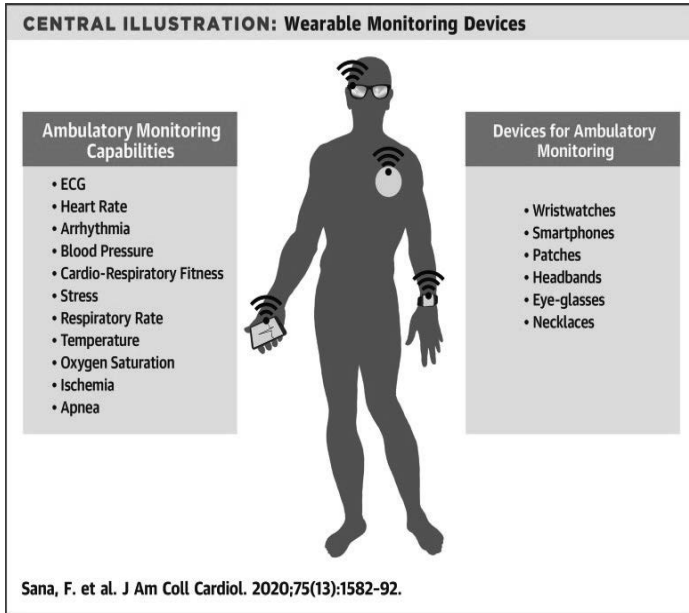 CENTRAL ILLUSTRATION: Wearable Monitoring Devices
Ambulatory Monitoring
Capabilities
• ECG
• Heart Rate
• Arrhythmia
• Blood Pressure
• Cardio-Respiratory Fitness
• Stress
• Respiratory Rate
• Temperature
• Oxygen Saturation
• Ischemia
• Apnea
Devices for Ambulatory
Monitoring
• Wristwatches
• Smartphones
• Patches
• Headbands
• Eye-glasses
• Necklaces
Sana, F. et al. J Am Coll Cardiol. 2020;75(13):1582-92.